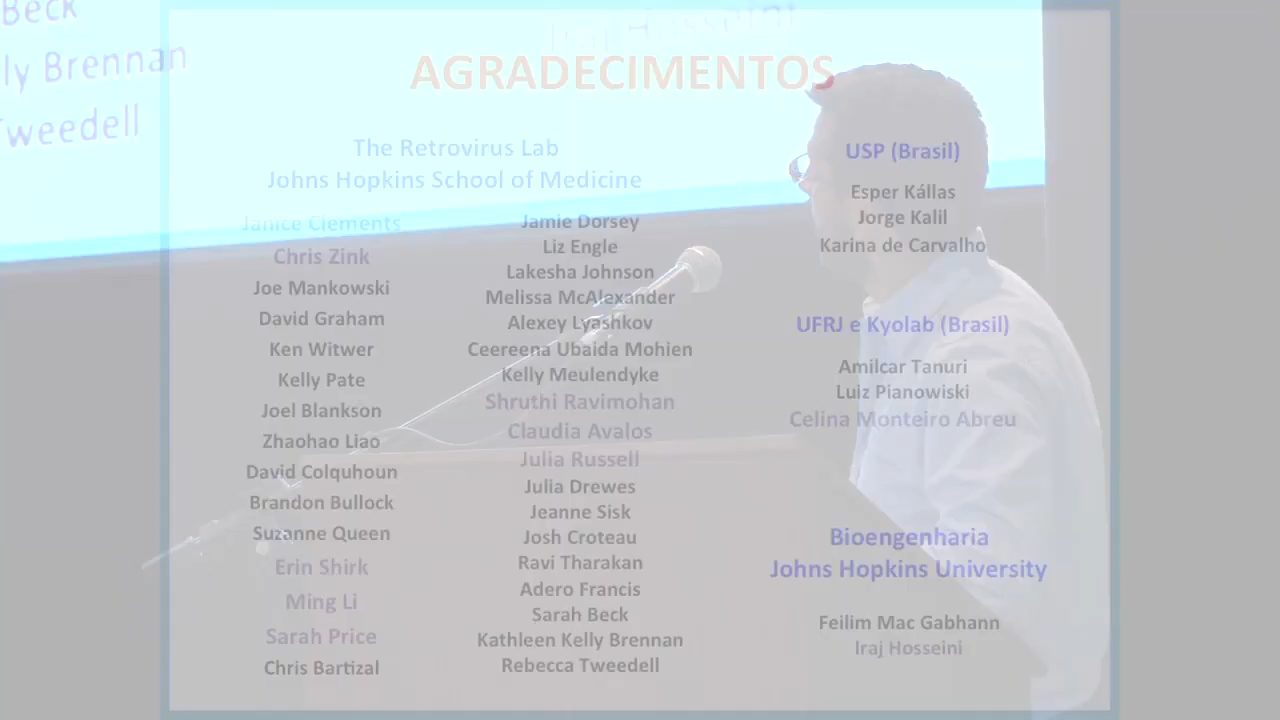 Beck
ly Brennan
Tweedell
Iraj Hosseini
AGRADECIMENTOS
The Retrovirus Lab
Johns Hopkins School of Medicine
Janice Clements
Chris Zink
Joe Mankowski
David Graham
Ken Witwer
Kelly Pate
Joel Blankson
Zhaohao Liao
David Colquhoun
Brandon Bullock
Suzanne Queen
Erin Shirk
Ming Li
Sarah Price
Chris Bartizal
Jamie Dorsey
Liz Engle
Lakesha Johnson
Melissa McAlexander
Alexey Lyashkov
Ceereena Ubaida Mohien
Kelly Meulendyke
Shruthi Ravimohan
Claudia Avalos
Julia Russell
Julia Drewes
Jeanne Sisk
Josh Croteau
Ravi Tharakan
Adero Francis
Sarah Beck
Kathleen Kelly Brennan
Rebecca Tweedell
USP (Brasil)
Esper Kállas
Jorge Kalil
Karina de Carvalho
UFRJ e Kyolab (Brasil)
Amilcar Tanuri
Luiz Pianowiski
Celina Monteiro Abreu
Bioengenharia
Johns Hopkins University
Feilim Mac Gabhann
Iraj Hosseini